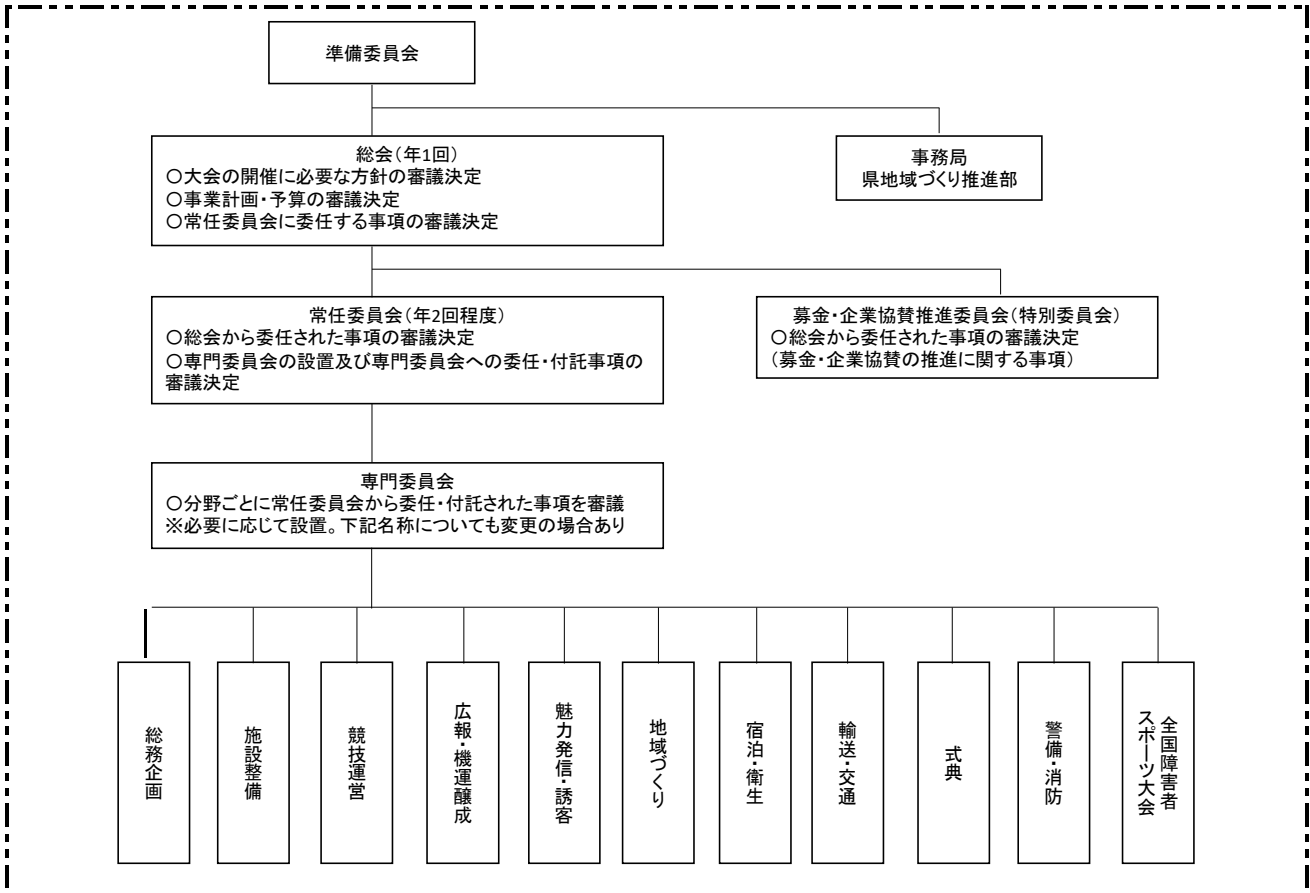 準備委員会
総会(年1回)
○大会の開催に必要な方針の審議決定
○事業計画・予算の審議決定
○常任委員会に委任する事項の審議決定
事務局
県地域づくり推進部
常任委員会(年2回程度)
○総会から委任された事項の審議決定
○専門委員会の設置及び専門委員会への委任・付託事項の
審議決定
募金・企業協賛推進委員会(特別委員会)
○総会から委任された事項の審議決定
(募金・企業協賛の推進に関する事項)
専門委員会
○分野ごとに常任委員会から委任・付託された事項を審議
※必要に応じて設置。下記名称についても変更の場合あり
総務企画
施設整備
競技運営
広報・機運醸成
魅力発信・誘客
地域づくり
宿泊・衛生
輸送・交通
式典
警備・消防
全国障害者
スポーツ大会